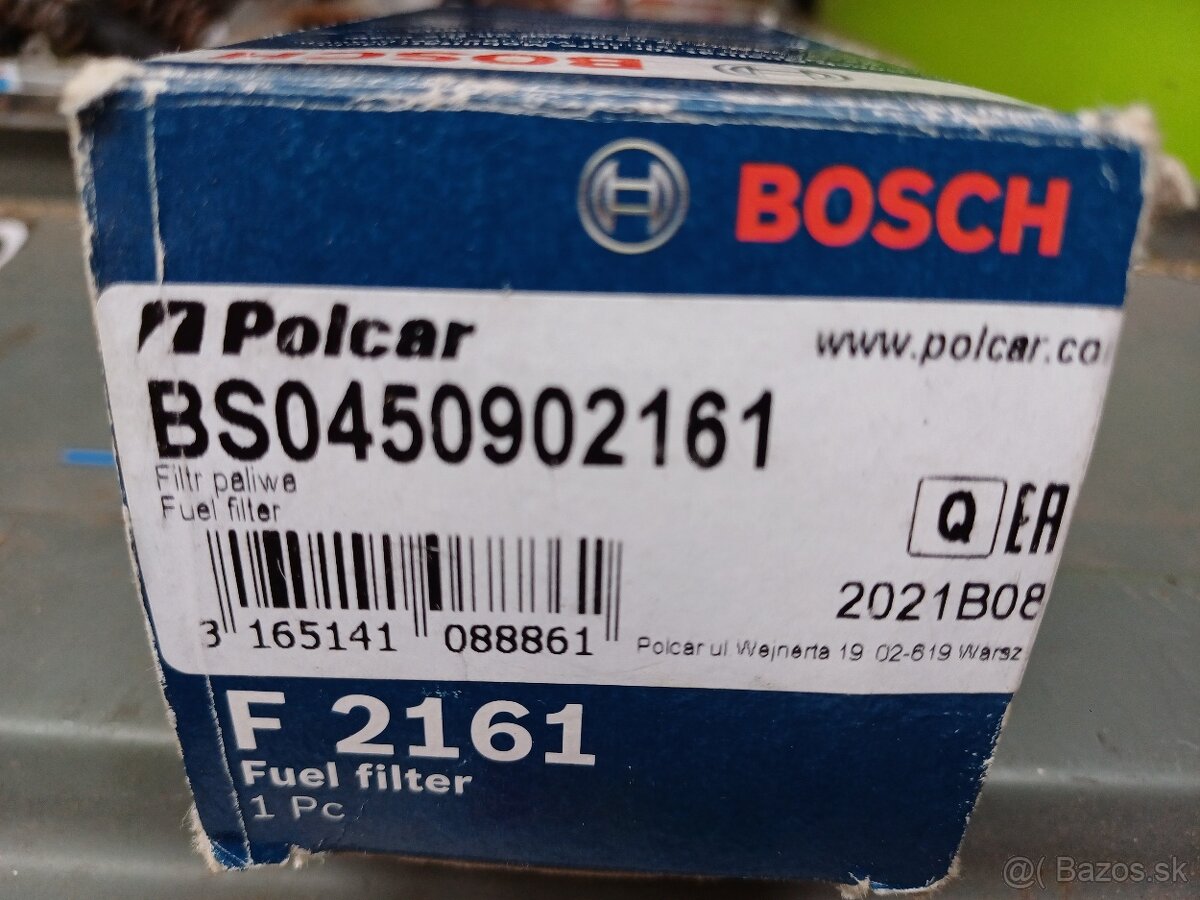 BOSCH
BOSCH
Polcar
www.polcar.co
BS0450902161
Filtr paliwa
Fuel filter
Q
2021B08
3 165141 088861
Polcar ul. Wejnerta 19 02-619 Warsz
F 2161
Fuel filter
1 Pc
@( Bazos.sk